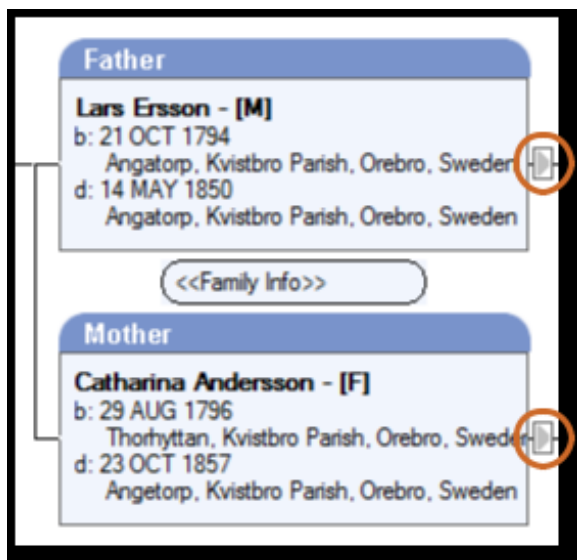 Father
Lars Ersson - [M]
b: 21 OCT 1794
Angatorp, Kvistbro Parish, Orebro, Sweden
d: 14 MAY 1850
Angatorp, Kvistbro Parish, Orebro, Sweden
<<Family Info>>
Mother
Catharina Andersson - [F]
b: 29 AUG 1796
Thorhyttan, Kvistbro Parish, Orebro, Sweden
d: 23 OCT 1857
Angetorp, Kvistbro Parish, Orebro, Sweden